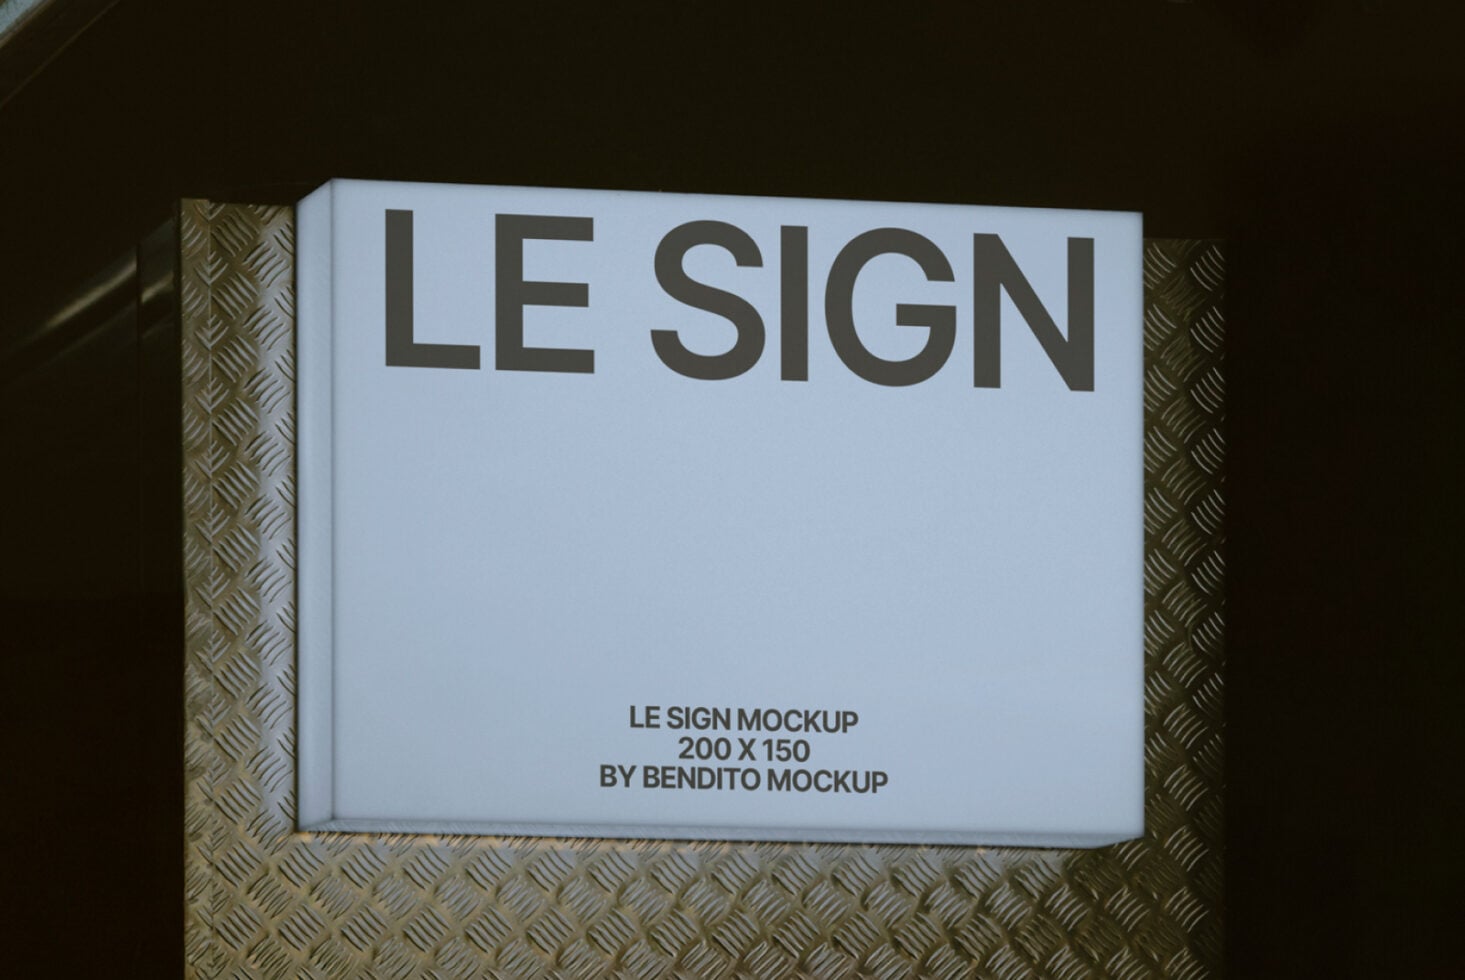 LE SIGN
LE SIGN MOCKUP
200 X 150
BY BENDITO MOCKUP